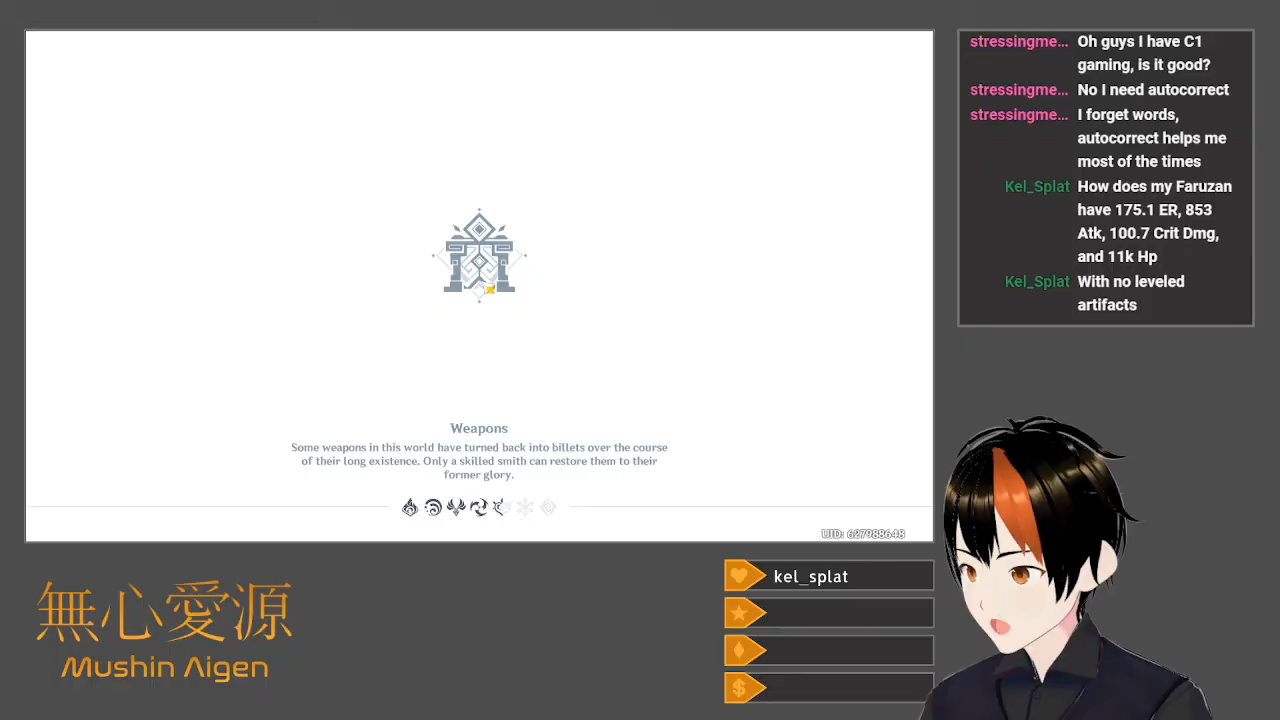 stressingme... Oh guys I have C1
gaming, is it good?
stressingme... No I need autocorrect
stressingme... I forget words,
autocorrect helps me
most of the times
Kel_Splat How does my Faruzan
have 175.1 ER, 853
Atk, 100.7 Crit Dmg,
and 11k Hp
Kel_Splat With no leveled
artifacts
Weapons
Some weapons in this world have turned back into billets over the course
of their long existence. Only a skilled smith can restore them to their
former glory.
UID: 627988648
無心愛源
Mushin Aigen
kel_splat
$